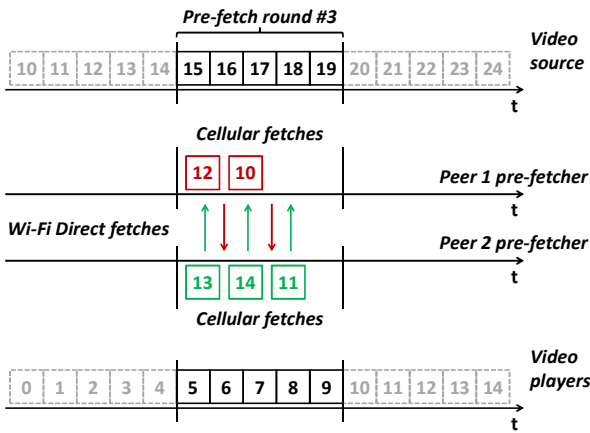 Pre-fetch round #3
Video source
10 11 12 13 14 15 16 17 18 19 20 21 22 23 24
t
Cellular fetches
12 10
Peer 1 pre-fetcher
t
Wi-Fi Direct fetches
Peer 2 pre-fetcher
t
13 14 11
Cellular fetches
Video players
0 1 2 3 4 5 6 7 8 9 10 11 12 13 14
t